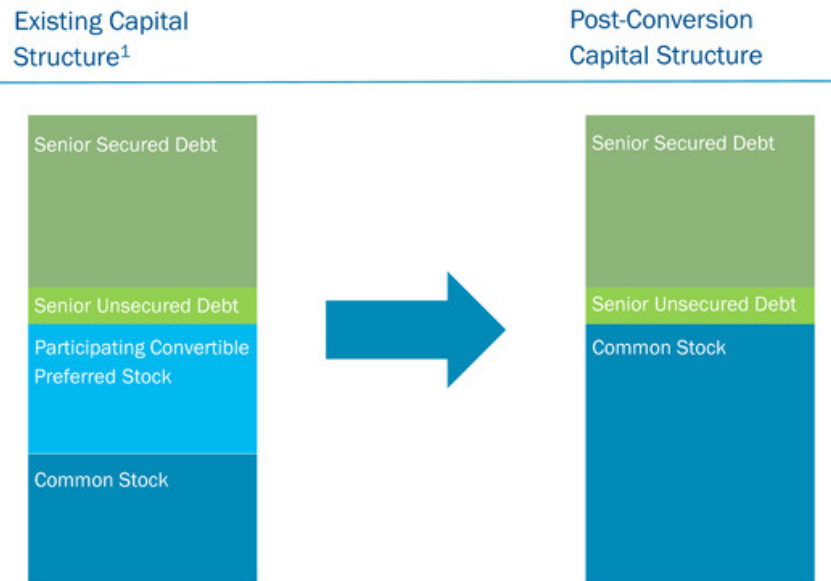 Existing Capital
Structure¹
Post-Conversion
Capital Structure
Senior Secured Debt
Senior Unsecured Debt
Participating Convertible
Preferred Stock
Common Stock
Senior Secured Debt
Senior Unsecured Debt
Common Stock